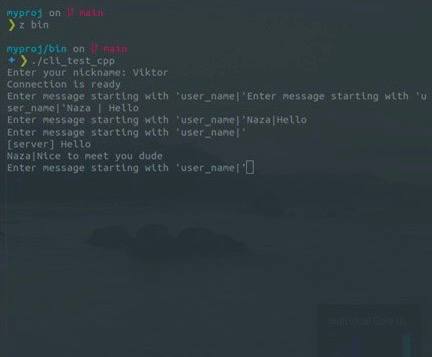 myproj on main
❯ z bin
myproj/bin on main
✦ ❯ ./cli_test_cpp
Enter your nickname: Viktor
Connection is ready
Enter message starting with 'user_name|'Enter message starting with 'u
ser_name|'Naza | Hello
Enter message starting with 'user_name|'Naza|Hello
Enter message starting with 'user_name|'
[server] Hello
Naza|Nice to meet you dude
Enter message starting with 'user_name|'